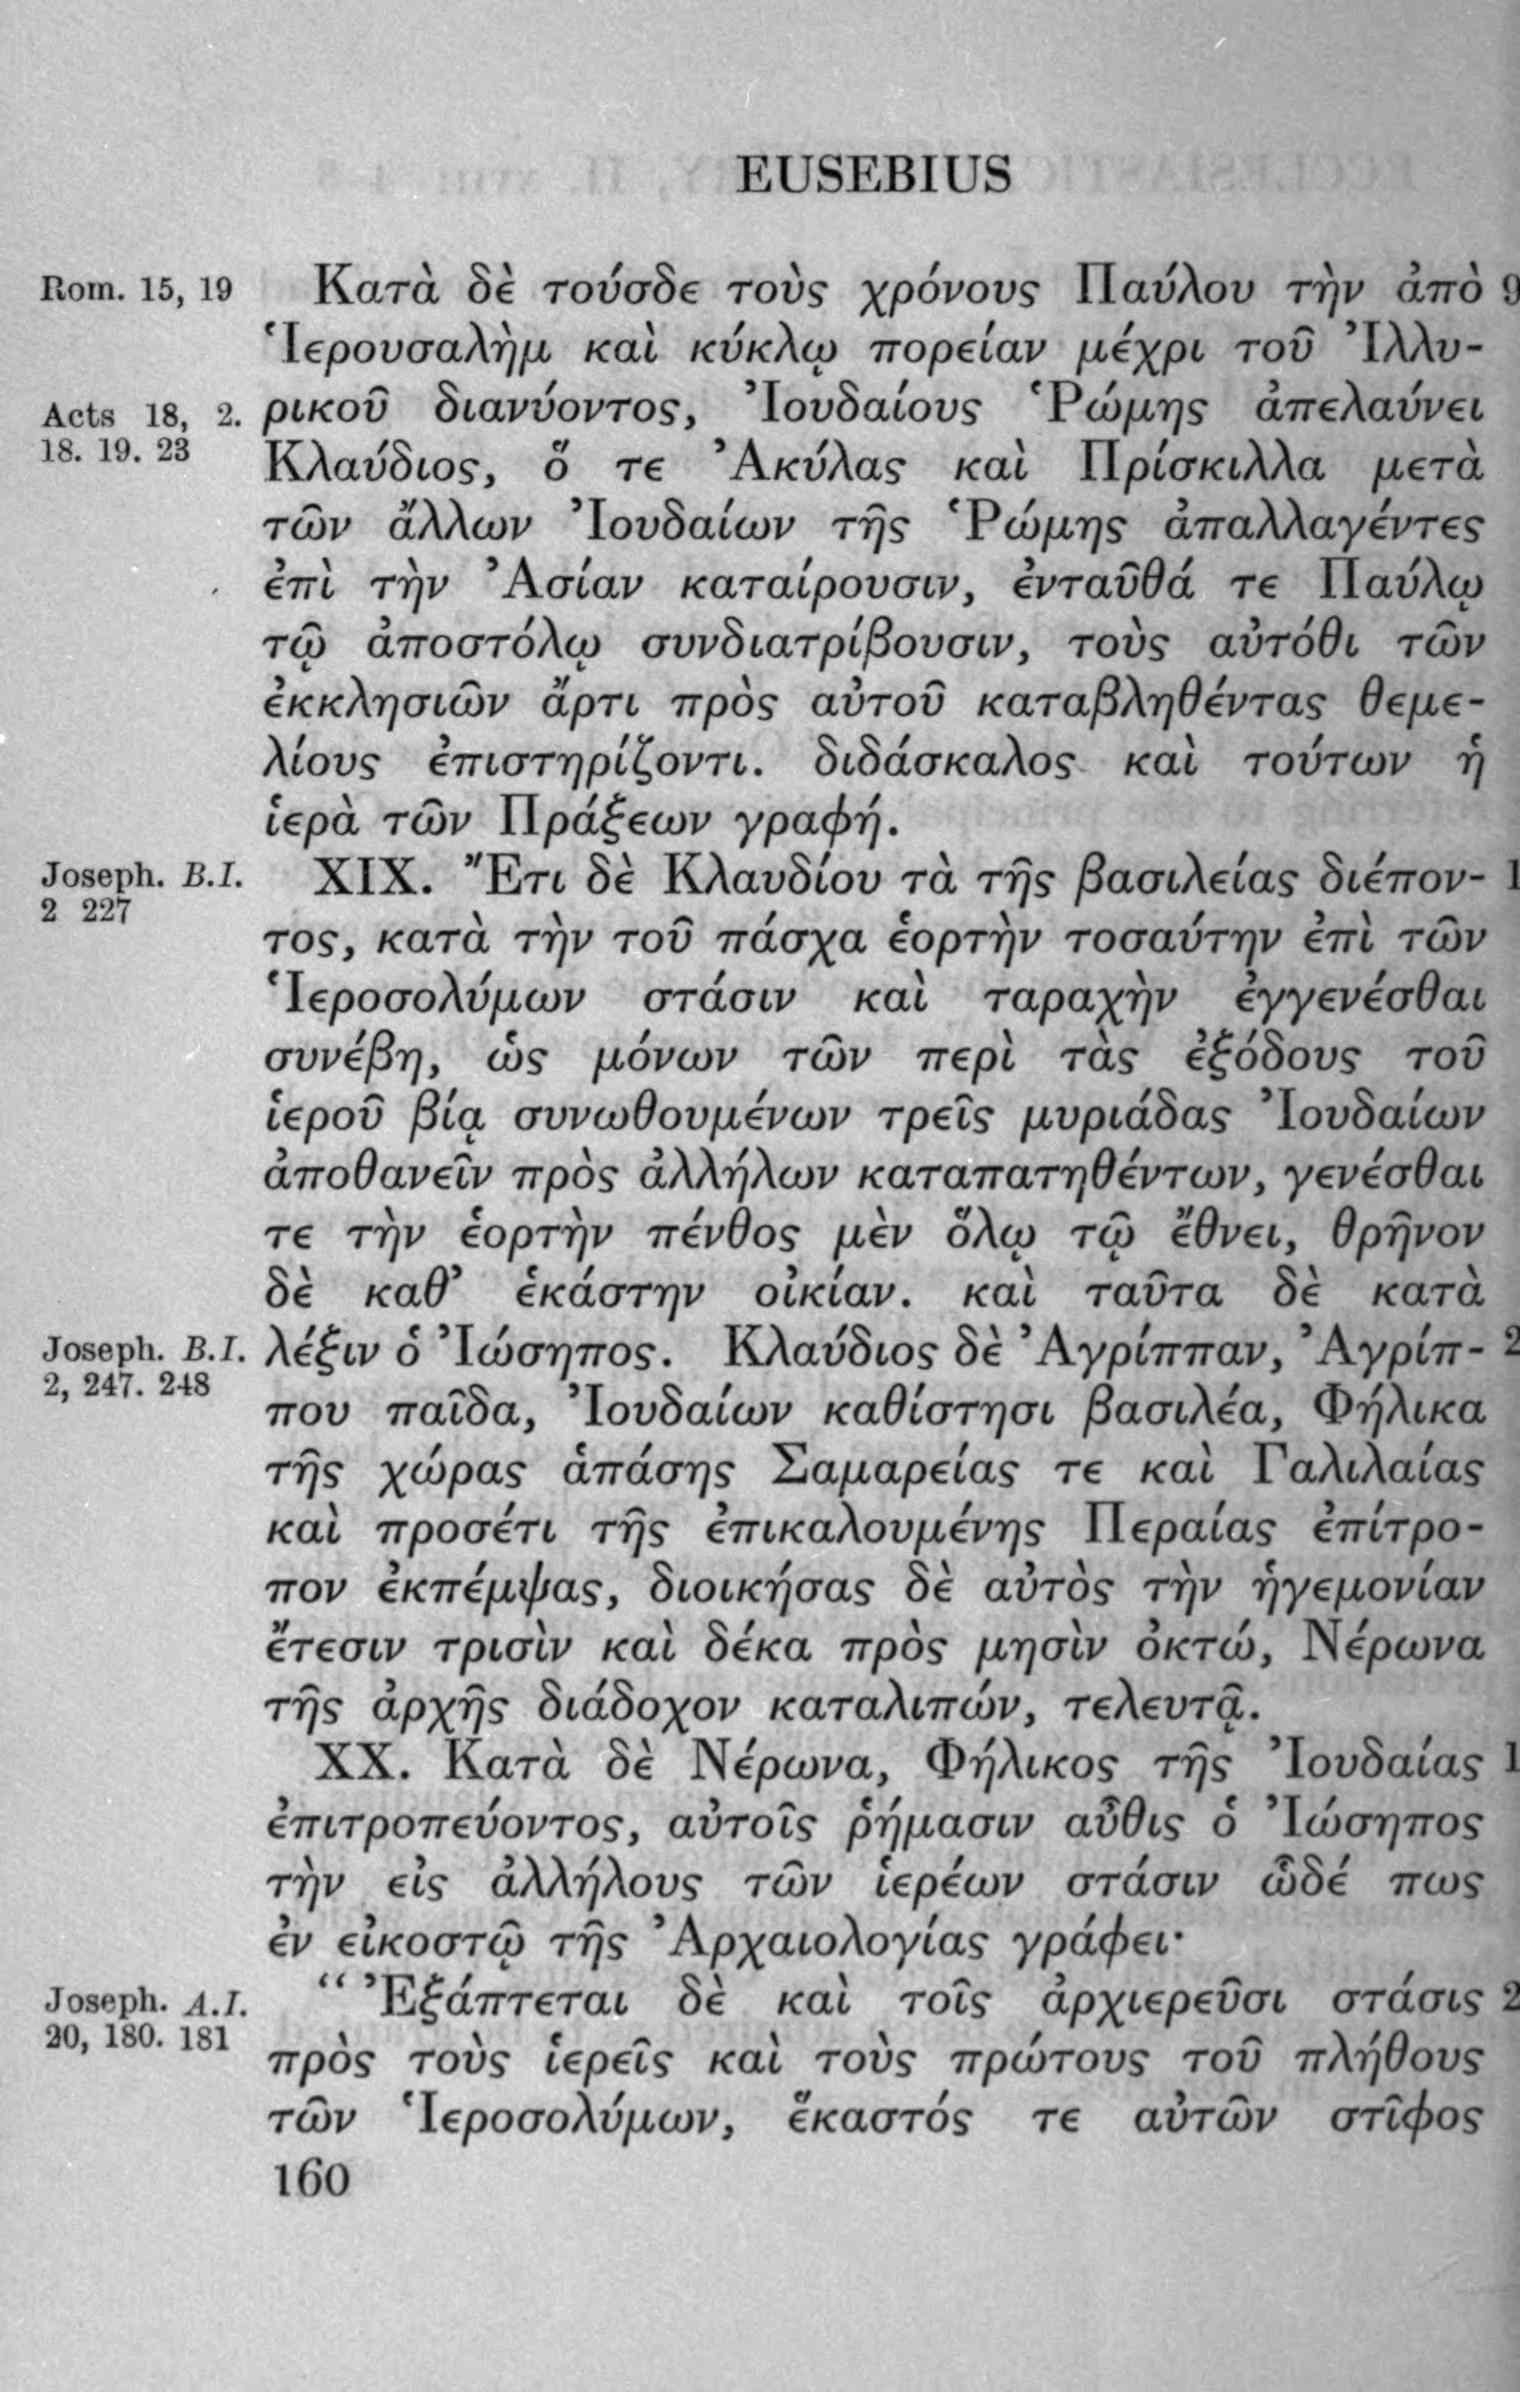 EUSEBIUS
Rom. 15, 19 Κατὰ δὲ τούσδε τοὺς χρόνους Παύλου τὴν ἀπὸ 9
Ἱερουσαλὴμ καὶ κύκλῳ πορείαν μέχρι τοῦ Ἰλλυ-
Acts 18, 2. ρικοῦ διανύοντος, Ἰουδαίους Ῥώμης ἀπελαύνει
18. 19. 23 Κλαύδιος, ὅ τε Ἀκύλας καὶ Πρίσκιλλα μετὰ
τῶν ἄλλων Ἰουδαίων τῆς Ῥώμης ἀπαλλαγέντες
ἐπὶ τὴν Ἀσίαν καταίρουσιν, ἐνταῦθά τε Παύλῳ
τῷ ἀποστόλῳ συνδιατρίβουσιν, τοὺς αὐτόθι τῶν
ἐκκλησιῶν ἄρτι πρὸς αὐτοῦ καταβληθέντας θεμε-
λίους ἐπιστηρίζοντι. διδάσκαλος καὶ τούτων ἡ
ἱερὰ τῶν Πράξεων γραφή.
Joseph. B.I. XIX. Ἔτι δὲ Κλαυδίου τὰ τῆς βασιλείας διέπον- 1
2 227 τος, κατὰ τὴν τοῦ πάσχα ἑορτὴν τοσαύτην ἐπὶ τῶν
Ἱεροσολύμων στάσιν καὶ ταραχὴν ἐγγενέσθαι
συνέβη, ὡς μόνων τῶν περὶ τὰς ἐξόδους τοῦ
ἱεροῦ βίᾳ συνωθουμένων τρεῖς μυριάδας Ἰουδαίων
ἀποθανεῖν πρὸς ἀλλήλων καταπατηθέντων, γενέσθαι
τε τὴν ἑορτὴν πένθος μὲν ὅλῳ τῷ ἔθνει, θρῆνον
δὲ καθ’ ἑκάστην οἰκίαν. καὶ ταῦτα δὲ κατὰ
Joseph. B.I. λέξιν ὁ Ἰώσηπος. Κλαύδιος δὲ Ἀγρίππαν, Ἀγρίπ- 2
2, 247. 248 που παῖδα, Ἰουδαίων καθίστησι βασιλέα, Φήλικα
τῆς χώρας ἁπάσης Σαμαρείας τε καὶ Γαλιλαίας
καὶ προσέτι τῆς ἐπικαλουμένης Περαίας ἐπίτρο-
πον ἐκπέμψας, διοικήσας δὲ αὐτὸς τὴν ἡγεμονίαν
ἔτεσιν τρισὶν καὶ δέκα πρὸς μησὶν ὀκτώ, Νέρωνα
τῆς ἀρχῆς διάδοχον καταλιπών, τελευτᾷ.
XX. Κατὰ δὲ Νέρωνα, Φήλικος τῆς Ἰουδαίας 1
ἐπιτροπεύοντος, αὐτοῖς ῥήμασιν αὖθις ὁ Ἰώσηπος
τὴν εἰς ἀλλήλους τῶν ἱερέων στάσιν ὧδέ πως
ἐν εἰκοστῷ τῆς Ἀρχαιολογίας γράφει·
Joseph. A.I. “ Ἐξάπτεται δὲ καὶ τοῖς ἀρχιερεῦσι στάσις 2
20, 180. 181 πρὸς τοὺς ἱερεῖς καὶ τοὺς πρώτους τοῦ πλήθους
τῶν Ἱεροσολύμων, ἕκαστός τε αὐτῶν στῖφος
160